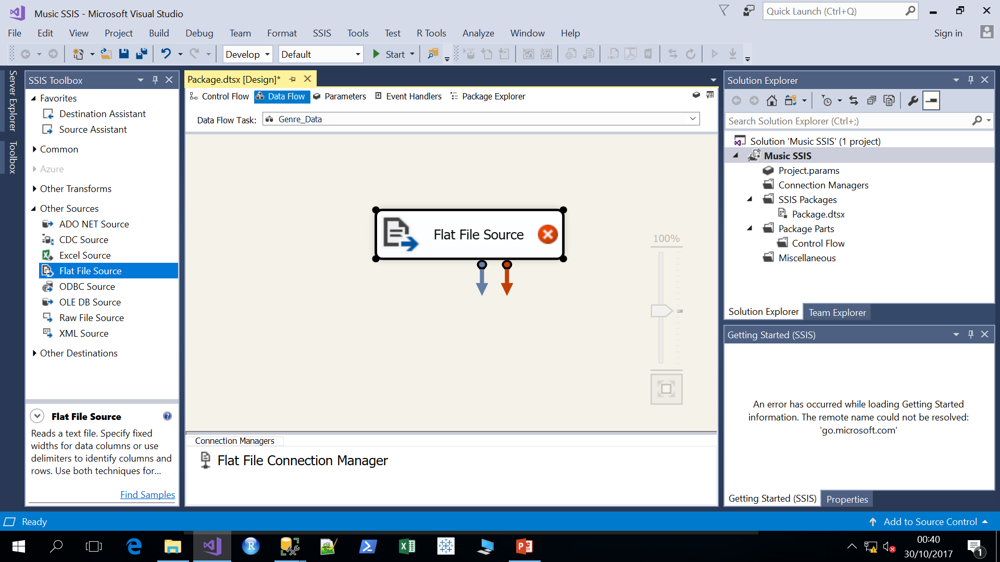 Music SSIS - Microsoft Visual Studio
Quick Launch (Ctrl+Q)
File Edit View Project Build Debug Team Format SSIS Tools Test R Tools Analyze Window Help
Sign in
Develop Default Start
Server Explorer
Toolbox
SSIS Toolbox
Favorites
Destination Assistant
Source Assistant
Common
Azure
Other Transforms
Other Sources
ADO NET Source
CDC Source
Excel Source
Flat File Source
ODBC Source
OLE DB Source
Raw File Source
XML Source
Other Destinations
Flat File Source
Reads a text file. Specify fixed
widths for data columns or use
delimiters to identify columns and
rows. Use both techniques for...
Find Samples
Package.dtsx [Design]*
Control Flow Data Flow Parameters Event Handlers Package Explorer
Data Flow Task: Genre_Data
Flat File Source
100%
Connection Managers
Flat File Connection Manager
Solution Explorer
Search Solution Explorer (Ctrl+;)
Solution 'Music SSIS' (1 project)
Music SSIS
Project.params
Connection Managers
SSIS Packages
Package.dtsx
Package Parts
Control Flow
Miscellaneous
Solution Explorer Team Explorer
Getting Started (SSIS)
An error has occurred while loading Getting Started
information. The remote name could not be resolved:
'go.microsoft.com'
Getting Started (SSIS) Properties
Ready
Add to Source Control
00:40
30/10/2017
1